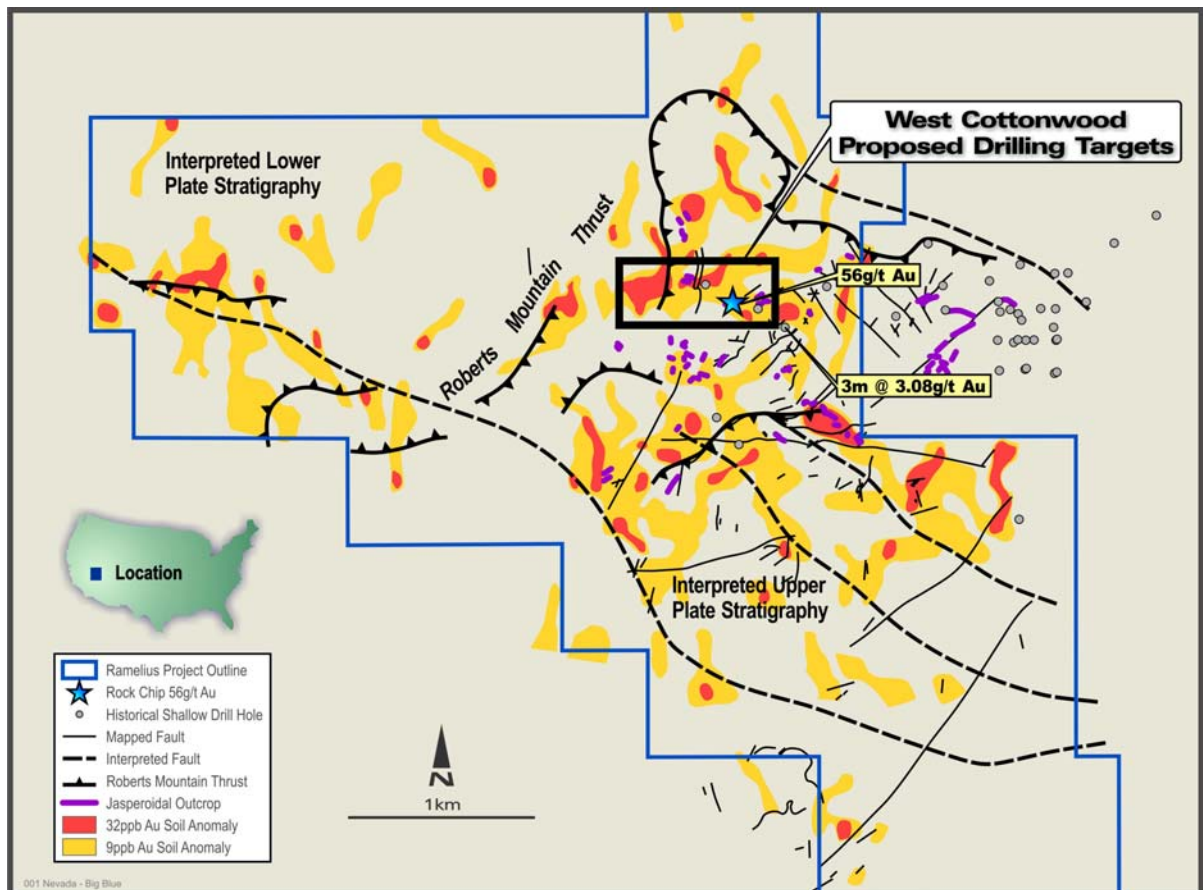 West Cottonwood
Proposed Drilling Targets
Interpreted Lower
Plate Stratigraphy
Roberts Mountain Thrust
56g/t Au
3m @ 3.08g/t Au
Interpreted Upper
Plate Stratigraphy
Location
N
1km
Ramelius Project Outline
Rock Chip 56g/t Au
Historical Shallow Drill Hole
Mapped Fault
Interpreted Fault
Roberts Mountain Thrust
Jasperoidal Outcrop
32ppb Au Soil Anomaly
9ppb Au Soil Anomaly
001 Nevada - Big Blue